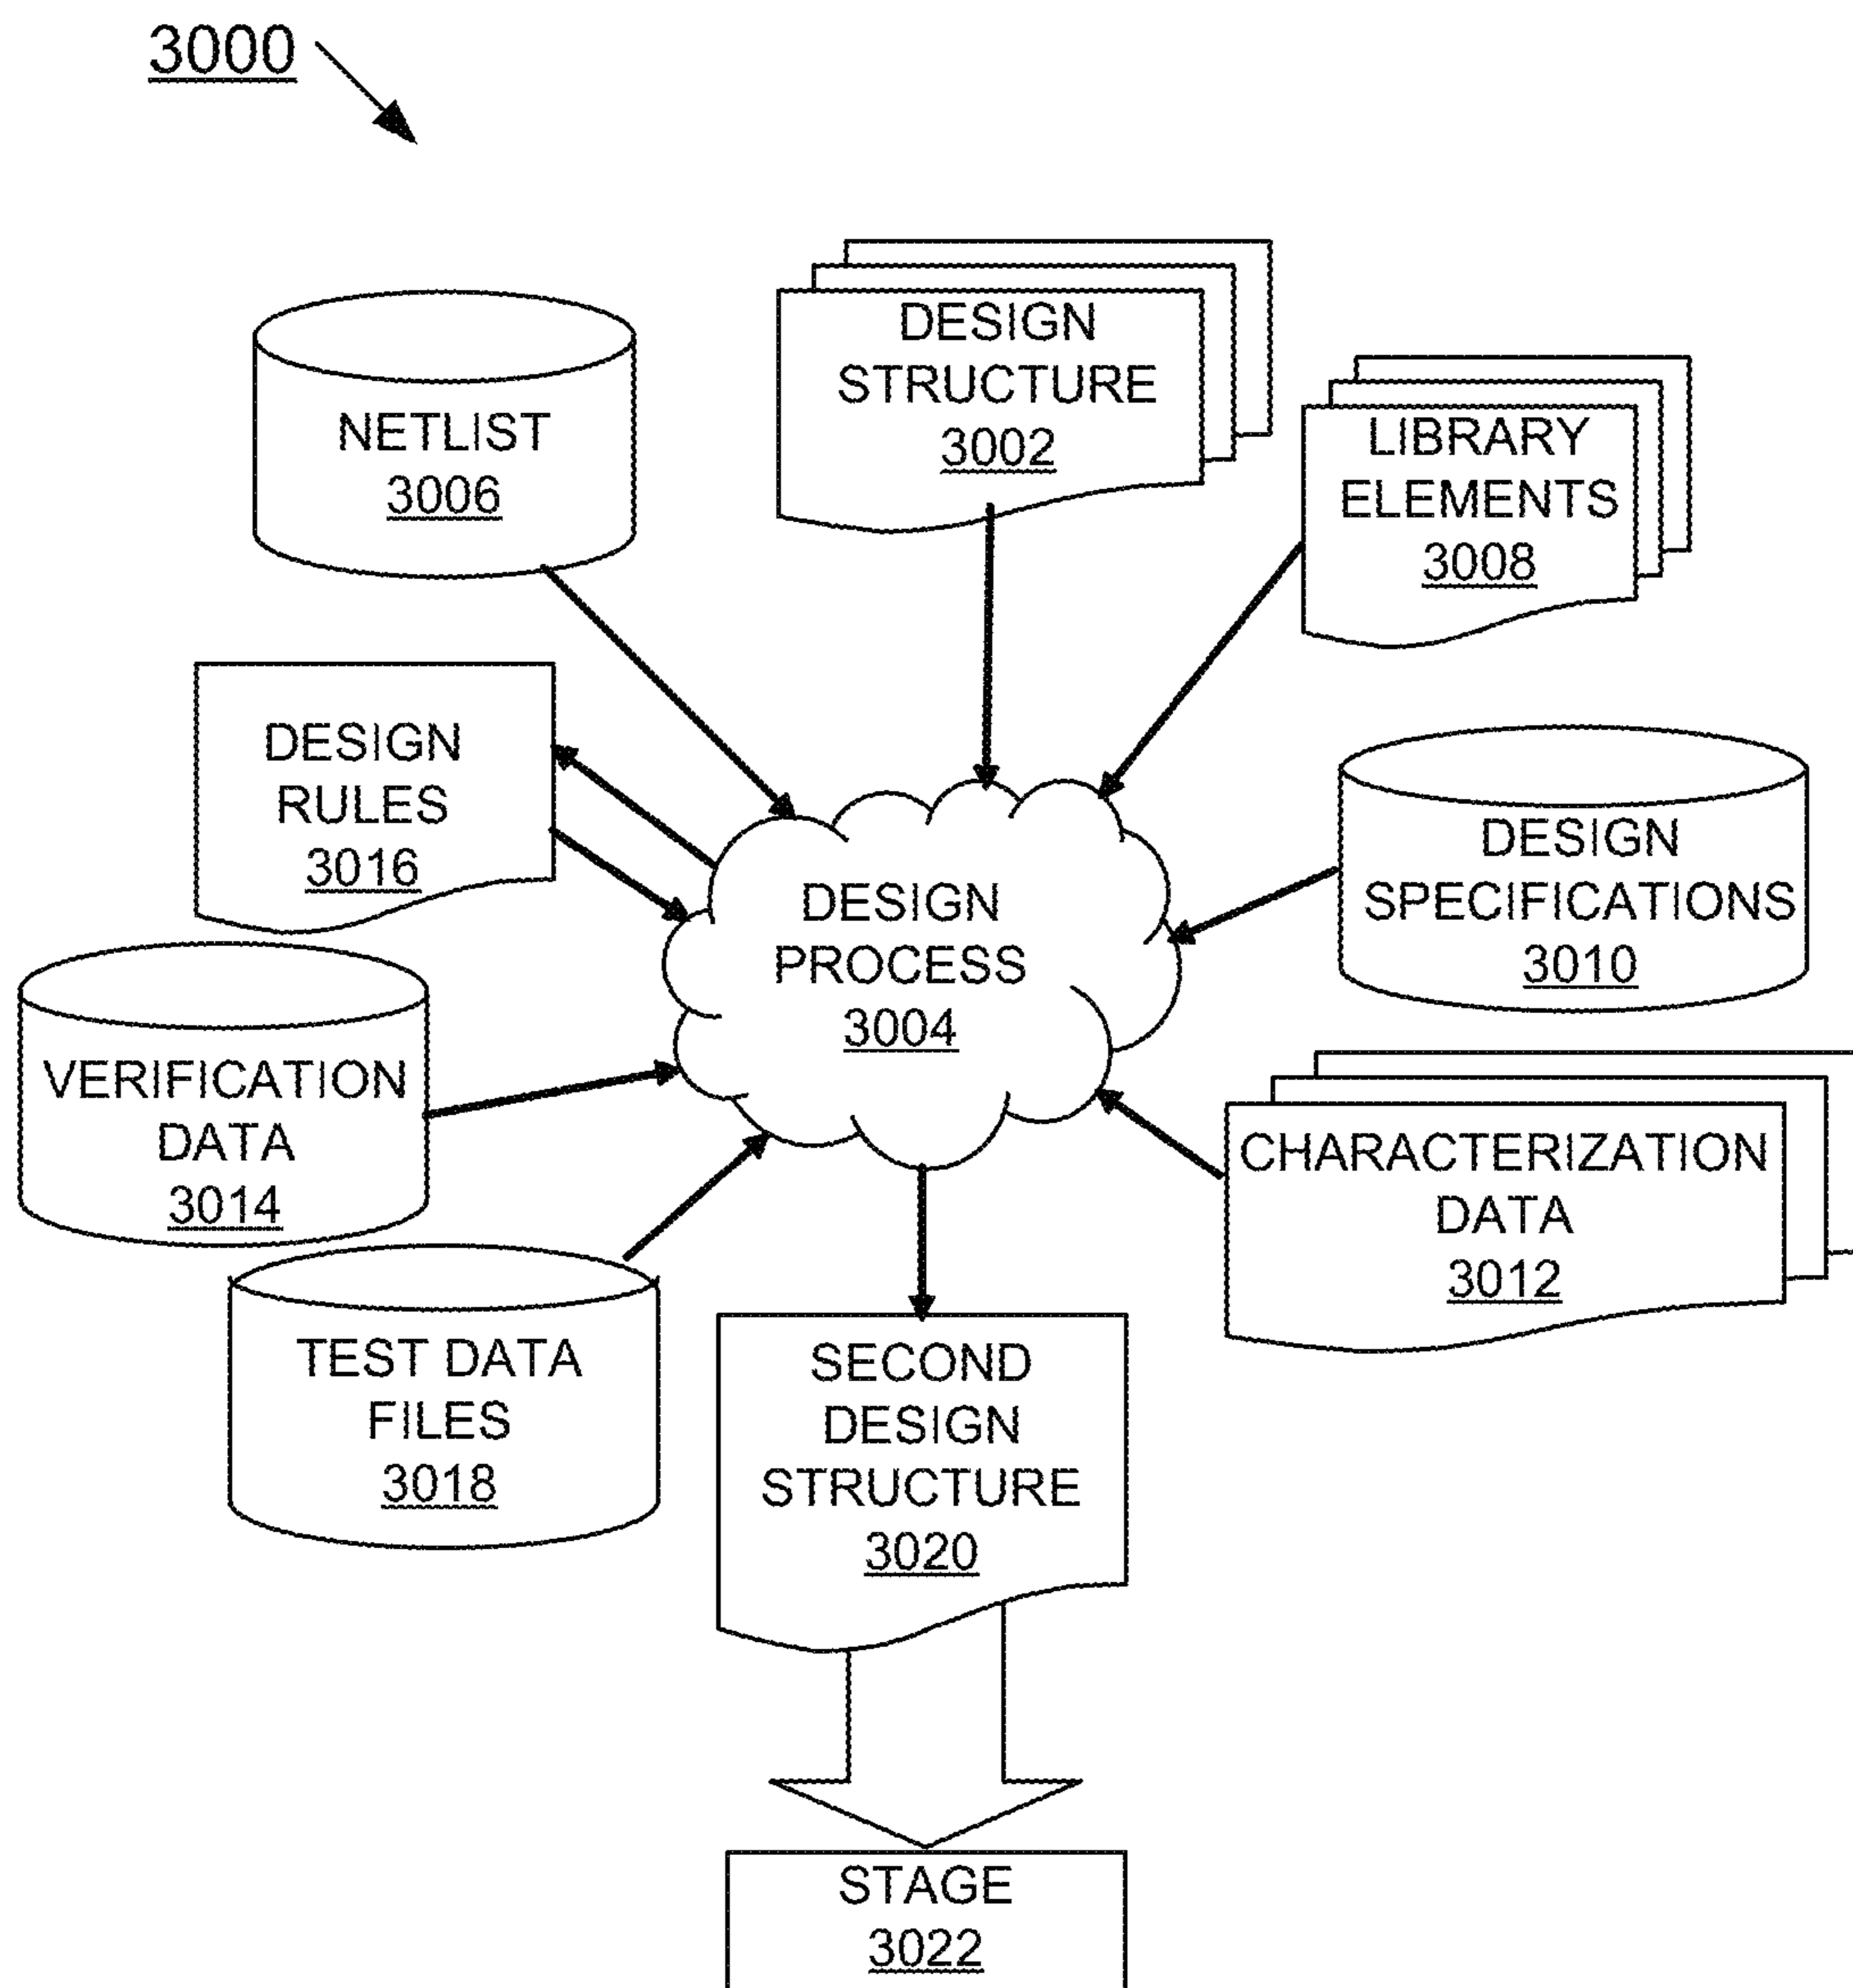 3000
DESIGN
STRUCTURE
3002
NETLIST
3006
LIBRARY
ELEMENTS
3008
DESIGN
RULES
3016
DESIGN
PROCESS
3004
DESIGN
SPECIFICATIONS
3010
VERIFICATION
DATA
3014
CHARACTERIZATION
DATA
3012
TEST DATA
FILES
3018
SECOND
DESIGN
STRUCTURE
3020
STAGE
3022